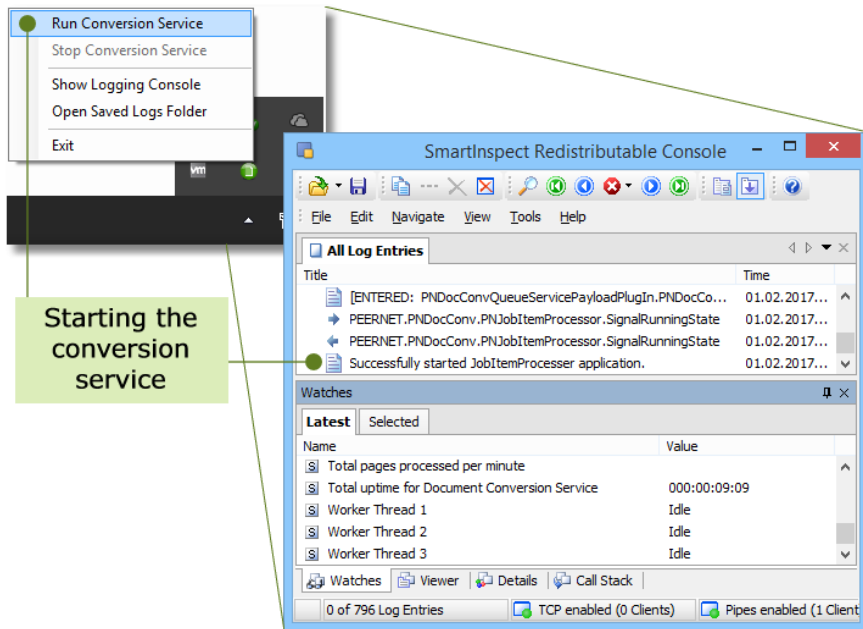 Run Conversion Service
Stop Conversion Service
Show Logging Console
Open Saved Logs Folder
Exit
vm
Starting the
conversion
service
SmartInspect Redistributable Console
File Edit Navigate View Tools Help
All Log Entries
Title Time
[ENTERED: PNDocConvQueueServicePayloadPlugIn.PNDocCo... 01.02.2017...
PEERNET.PNDocConv.PNJobItemProcessor.SignalRunningState 01.02.2017...
PEERNET.PNDocConv.PNJobItemProcessor.SignalRunningState 01.02.2017...
Successfully started JobItemProcesser application. 01.02.2017...
Watches
Latest Selected
Name Value
S Total pages processed per minute
S Total uptime for Document Conversion Service 000:00:09:09
S Worker Thread 1 Idle
S Worker Thread 2 Idle
S Worker Thread 3 Idle
Watches Viewer Details Call Stack
0 of 796 Log Entries TCP enabled (0 Clients) Pipes enabled (1 Client